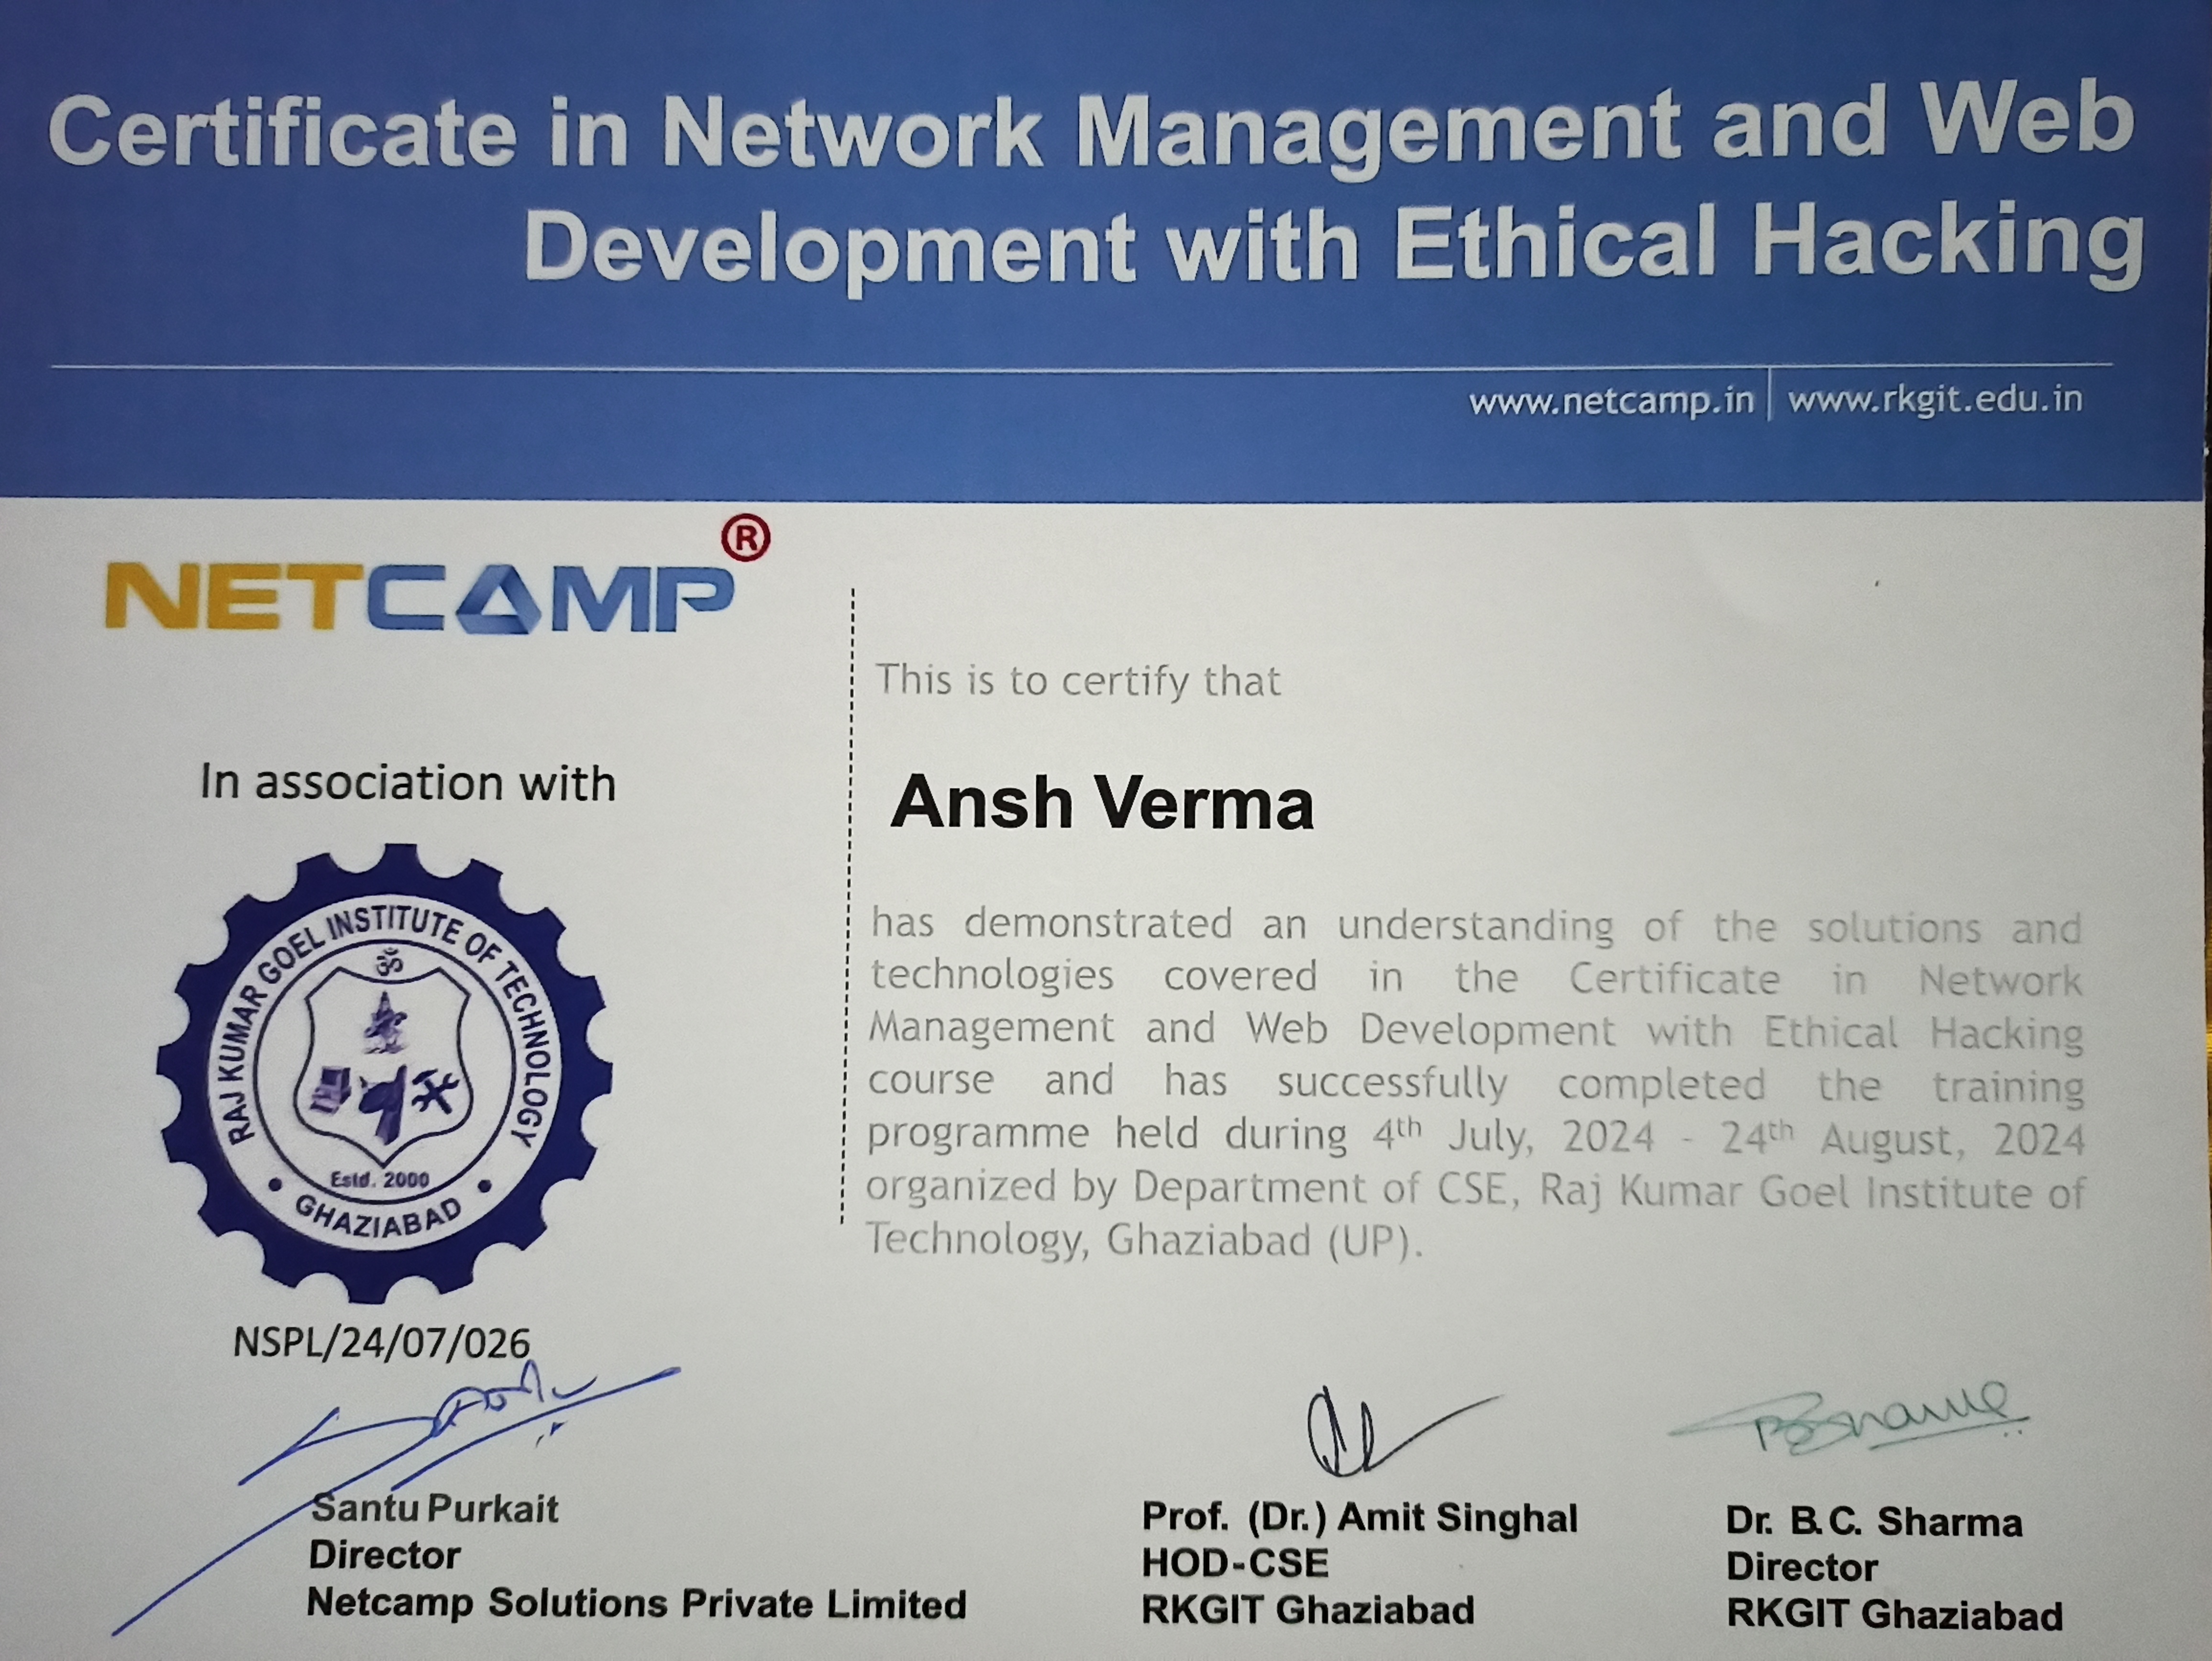 Certificate in Network Management and Web
Development with Ethical Hacking
www.netcamp.in | www.rkgit.edu.in
NETCAMP®
In association with
RAJ KUMAR GOEL INSTITUTE OF TECHNOLOGY
ॐ
Estd. 2000
GHAZIABAD
NSPL/24/07/026
This is to certify that
Ansh Verma
has demonstrated an understanding of the solutions and
technologies covered in the Certificate in Network
Management and Web Development with Ethical Hacking
course and has successfully completed the training
programme held during 4th July, 2024 - 24th August, 2024
organized by Department of CSE, Raj Kumar Goel Institute of
Technology, Ghaziabad (UP).
Santu Purkait
Director
Netcamp Solutions Private Limited
Prof. (Dr.) Amit Singhal
HOD-CSE
RKGIT Ghaziabad
Dr. B.C. Sharma
Director
RKGIT Ghaziabad